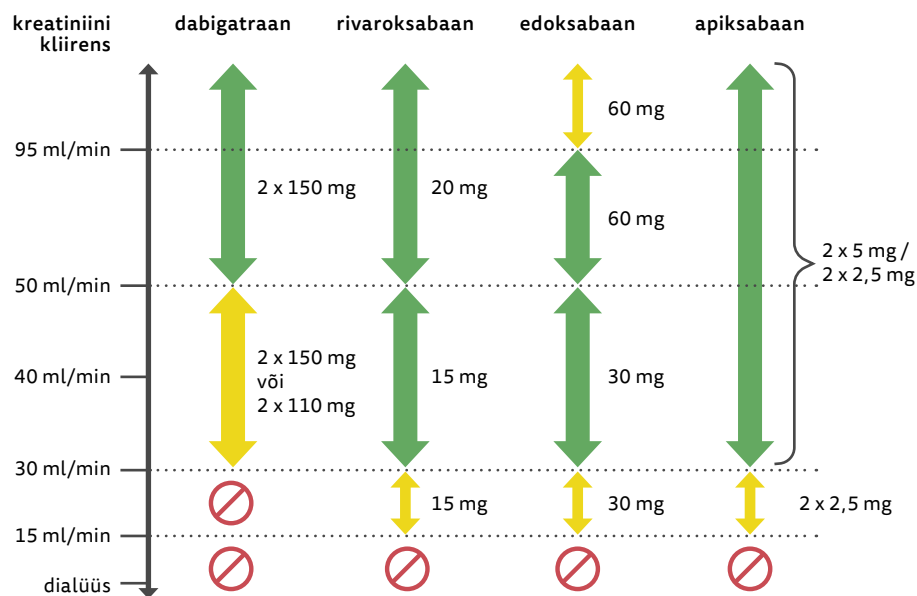 kreatiniini
kliirens
dabigatraan
rivaroksabaan
edoksabaan
apiksabaan
60 mg
95 ml/min
2 x 150 mg
20 mg
60 mg
2 x 5 mg /
2 x 2,5 mg
50 ml/min
40 ml/min
2 x 150 mg
või
2 x 110 mg
15 mg
30 mg
30 ml/min
15 mg
30 mg
2 x 2,5 mg
15 ml/min
dialüüs